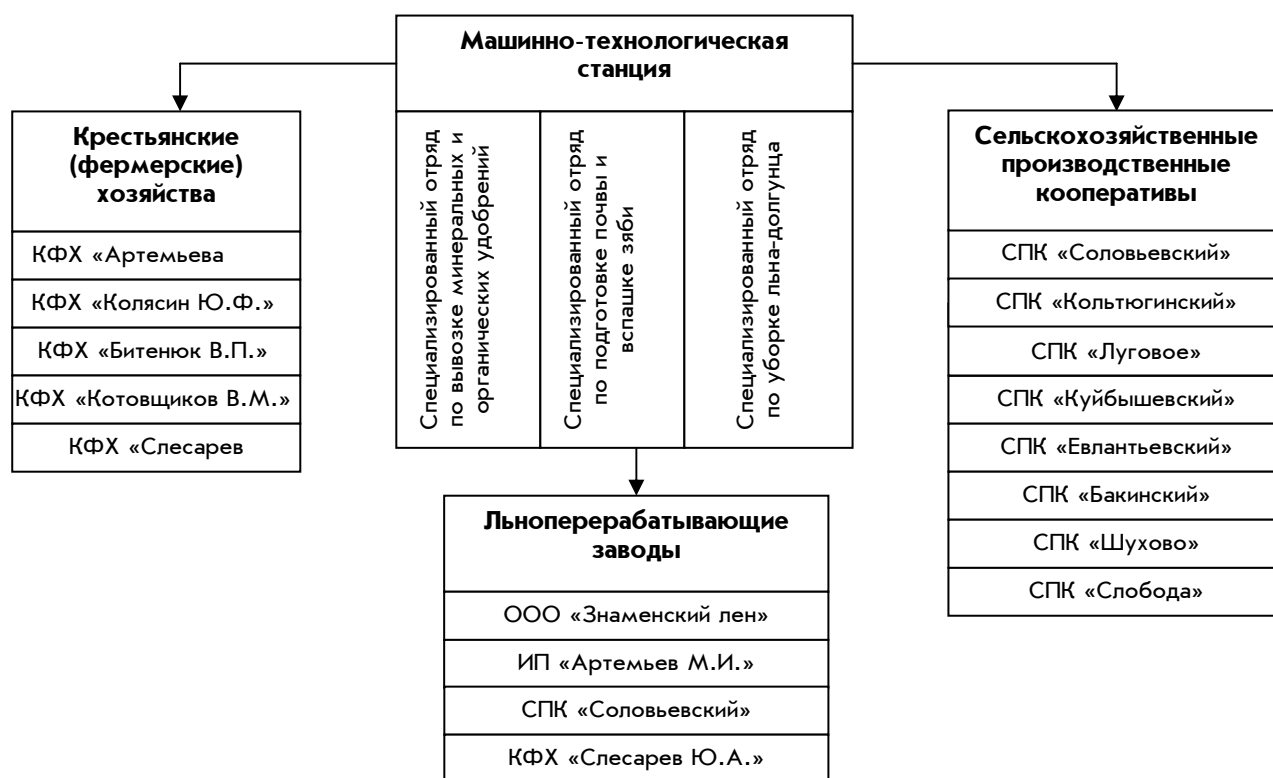 Машинно-технологическая
станция
Крестьянские
(фермерские)
хозяйства
КФХ «Артемьева
КФХ «Колясин Ю.Ф.»
КФХ «Битенюк В.П.»
КФХ «Котовщиков В.М.»
КФХ «Слесарев
Специализированный отряд
по вывозке минеральных и
органических удобрений
Специализированный отряд
по подготовке почвы и
вспашке зяби
Специализированный отряд
по уборке льна-долгунца
Сельскохозяйственные
производственные
кооперативы
СПК «Соловьевский»
СПК «Кольтюгинский»
СПК «Луговое»
СПК «Куйбышевский»
СПК «Евлантьевский»
СПК «Бакинский»
СПК «Шухово»
СПК «Слобода»
Льноперерабатывающие
заводы
ООО «Знаменский лен»
ИП «Артемьев М.И.»
СПК «Соловьевский»
КФХ «Слесарев Ю.А.»